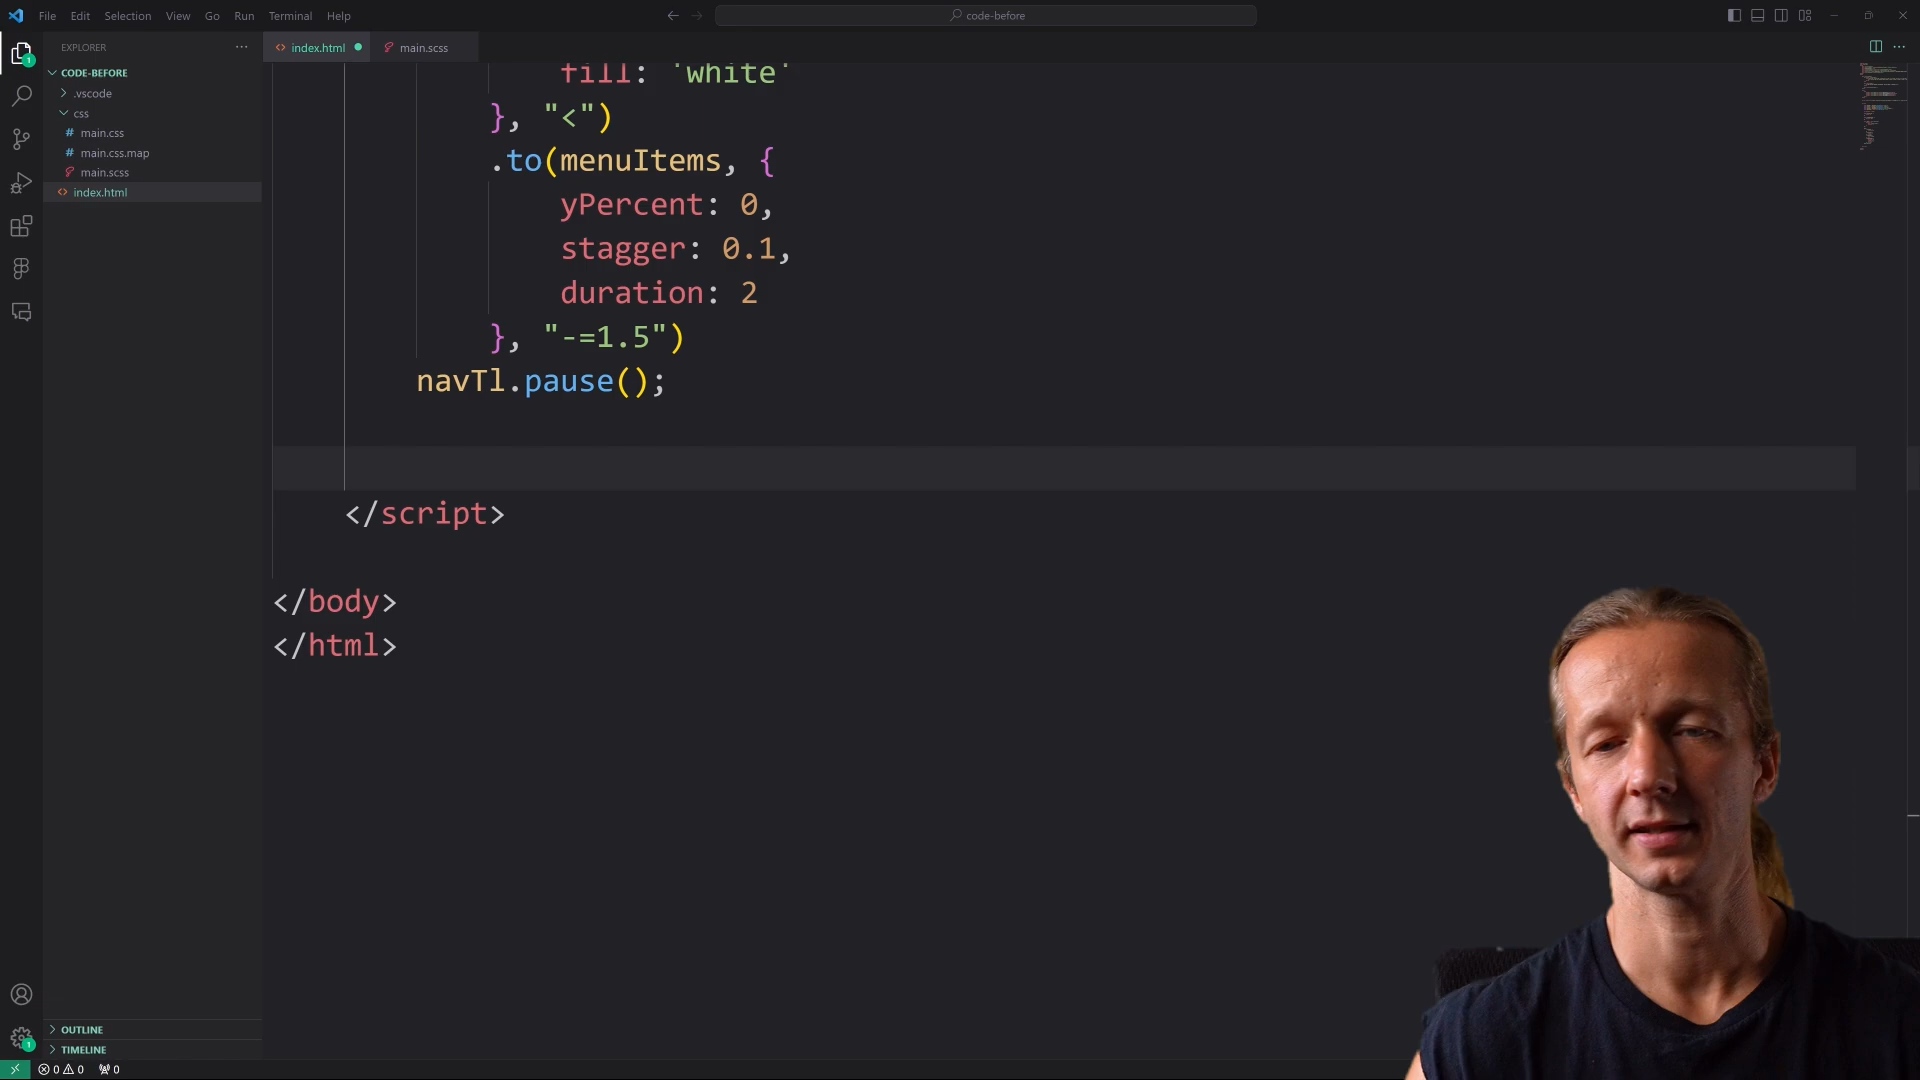 File Edit Selection View Go Run Terminal Help
code-before
EXPLORER
index.html
main.scss
CODE-BEFORE
.vscode
css
# main.css
# main.css.map
main.scss
<> index.html
fill: 'white'
}, "<")
.to(menuItems, {
yPercent: 0,
stagger: 0.1,
duration: 2
}, "-=1.5")
navTl.pause();
</script>
</body>
</html>
1
1
OUTLINE
TIMELINE
0 0 0